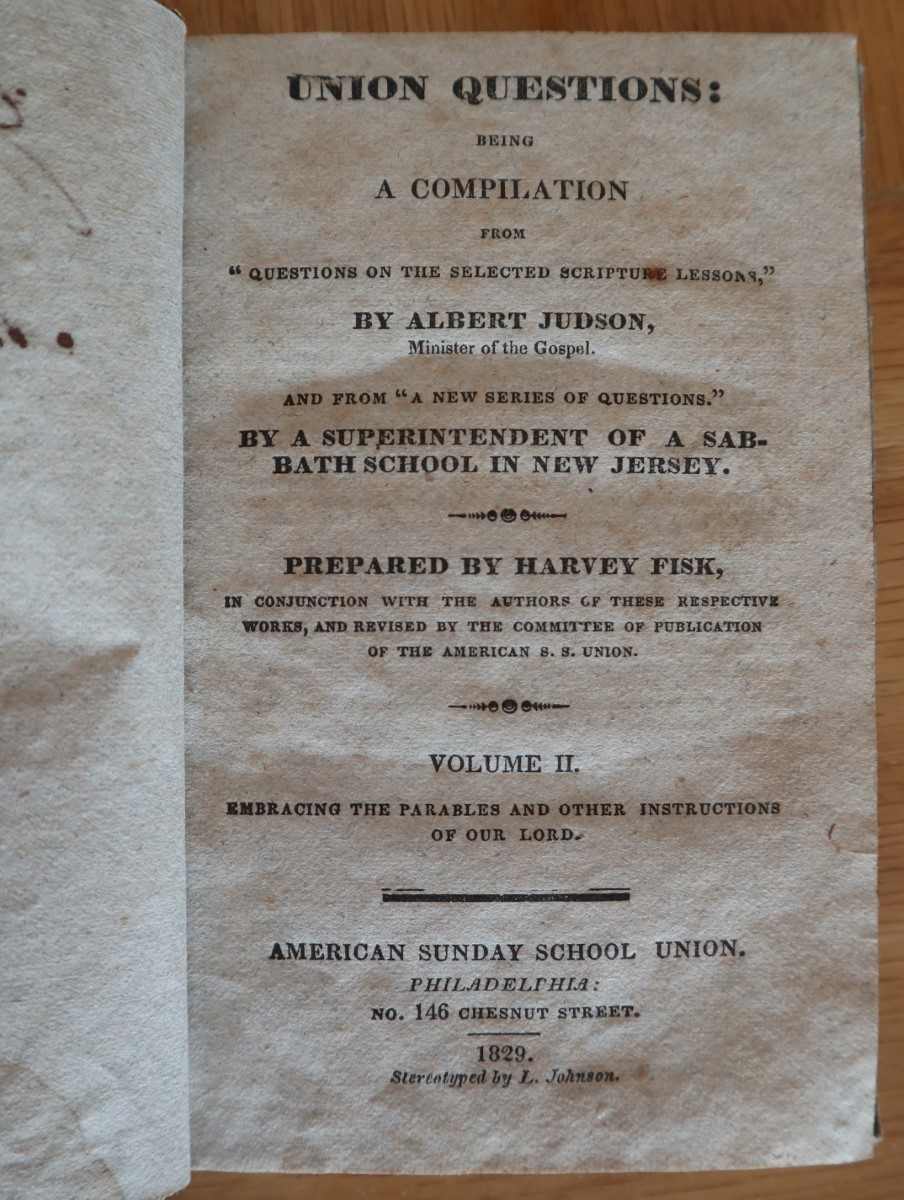 UNION QUESTIONS:
BEING
A COMPILATION
FROM
“ QUESTIONS ON THE SELECTED SCRIPTURE LESSONS,”
BY ALBERT JUDSON,
Minister of the Gospel.
AND FROM “A NEW SERIES OF QUESTIONS.”
BY A SUPERINTENDENT OF A SAB-
BATH SCHOOL IN NEW JERSEY.
PREPARED BY HARVEY FISK,
IN CONJUNCTION WITH THE AUTHORS OF THESE RESPECTIVE
WORKS, AND REVISED BY THE COMMITTEE OF PUBLICATION
OF THE AMERICAN S. S. UNION.
VOLUME II.
EMBRACING THE PARABLES AND OTHER INSTRUCTIONS
OF OUR LORD.
AMERICAN SUNDAY SCHOOL UNION.
PHILADELPHIA:
NO. 146 CHESNUT STREET.
1829.
Stereotyped by L. Johnson.